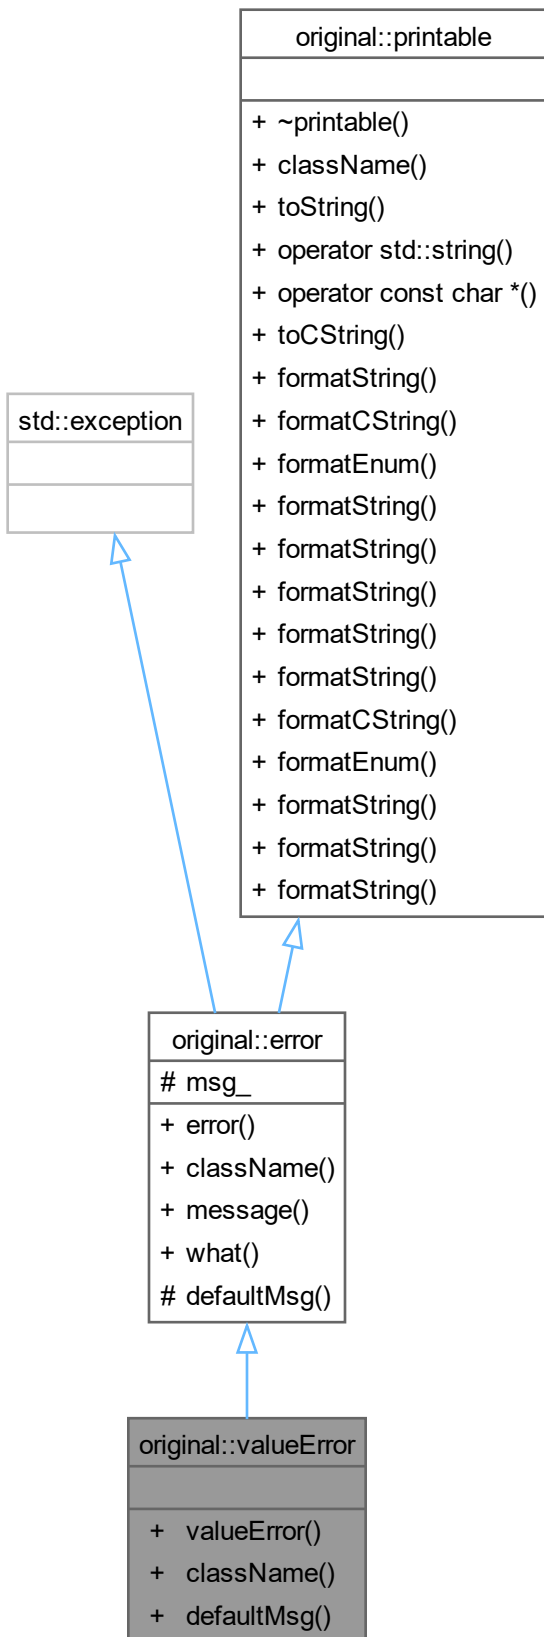 original::printable
+ ~printable()
+ className()
+ toString()
+ operator std::string()
+ operator const char *()
+ toCString()
+ formatString()
+ formatCString()
+ formatEnum()
+ formatString()
+ formatString()
+ formatString()
+ formatString()
+ formatString()
+ formatCString()
+ formatEnum()
+ formatString()
+ formatString()
+ formatString()
std::exception
original::error
# msg_
+ error()
+ className()
+ message()
+ what()
# defaultMsg()
original::valueError
+ valueError()
+ className()
+ defaultMsg()